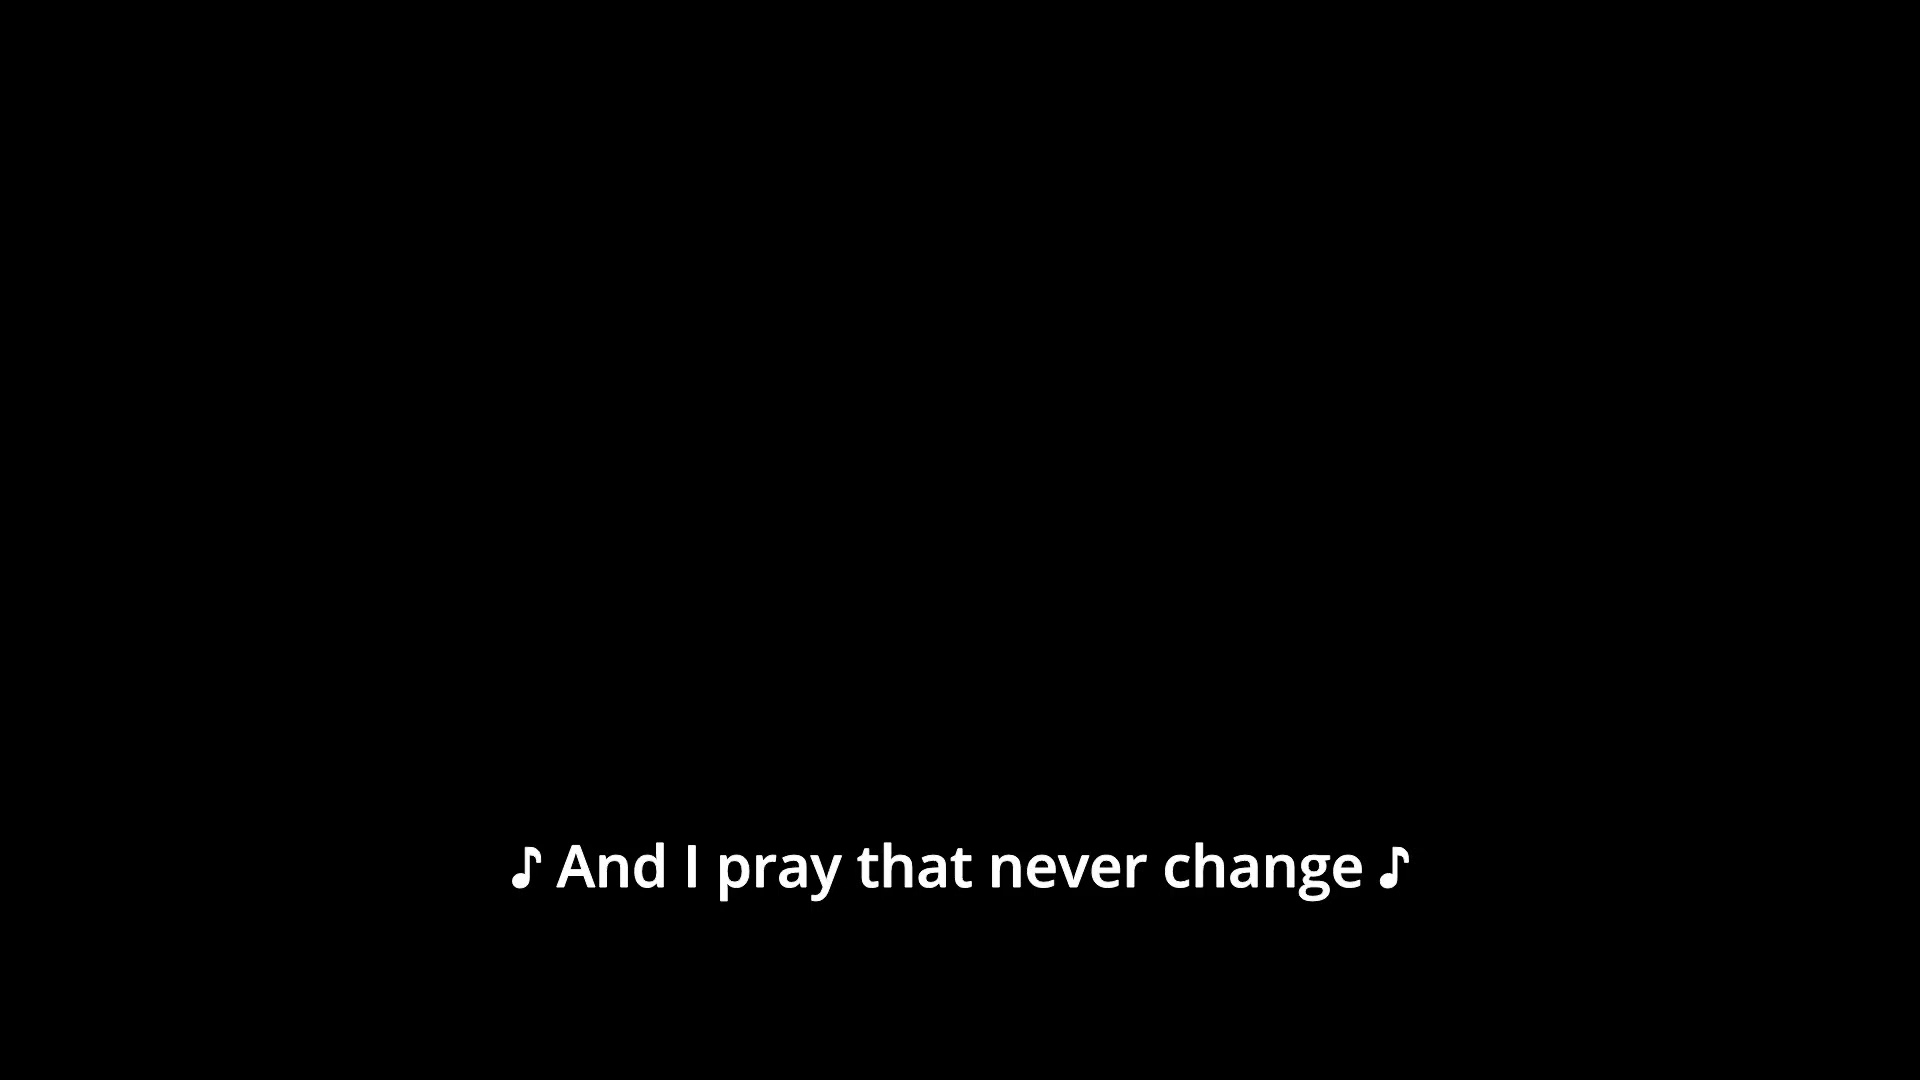 ♪ And I pray that never change ♪